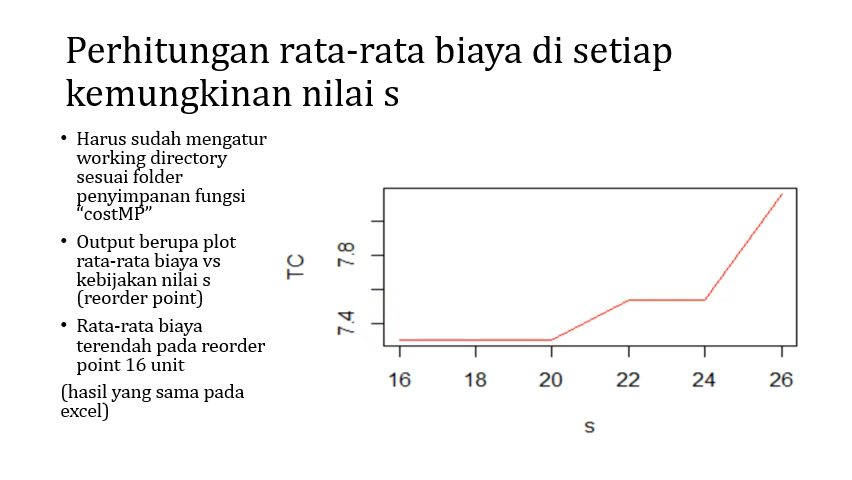 Perhitungan rata-rata biaya di setiap
kemungkinan nilai s
• Harus sudah mengatur
working directory
sesuai folder
penyimpanan fungsi
“costMP”
• Output berupa plot
rata-rata biaya vs
kebijakan nilai s
(reorder point)
• Rata-rata biaya
terendah pada reorder
point 16 unit
(hasil yang sama pada
excel)
TC
7.8
7.4
16 18 20 22 24 26
s